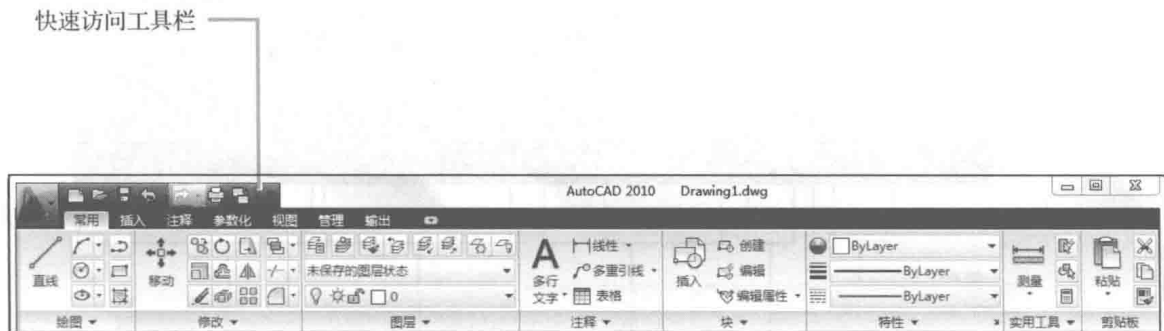 快速访问工具栏
AutoCAD 2010 Drawing1.dwg
常用 插入 注释 参数化 视图 管理 输出
直线
移动
未保存的图层状态
0
A
多行
文字
线性
多重引线
表格
插入
创建
编辑
编辑属性
ByLayer
ByLayer
ByLayer
测量
粘贴
绘图 修改 图层 注释 块 特性 实用工具 剪贴板